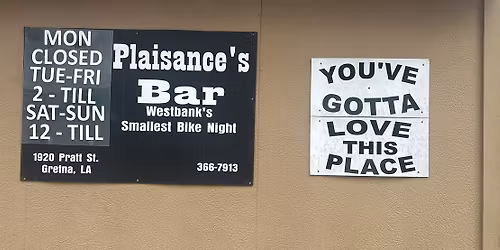 MON
CLOSED
TUE-FRI
2 - TILL
SAT-SUN
12 - TILL
Plaisance's
Bar
Westbank's
Smallest Bike Night
1920 Pratt St.
Gretna, LA
366-7913
YOU'VE
GOTTA
LOVE
THIS
PLACE